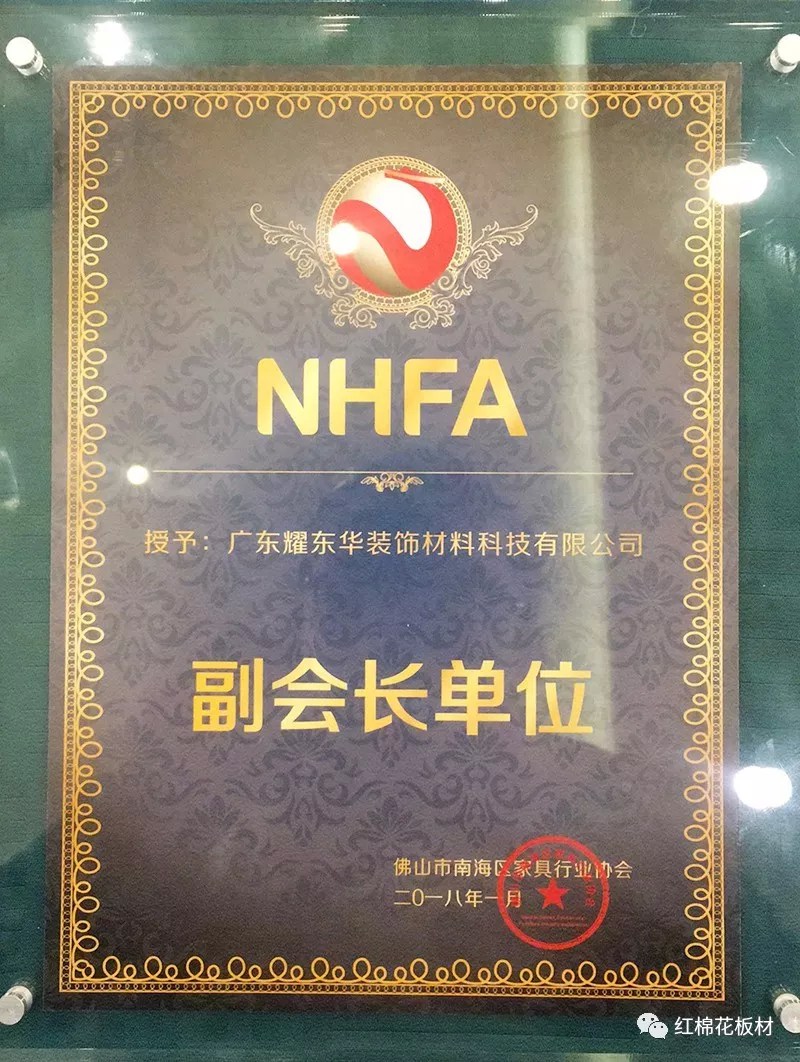 NHFA
授予：广东耀东华装饰材料科技有限公司
副会长单位
佛山市南海区家具行业协会
二0一八年一月
红棉花板材